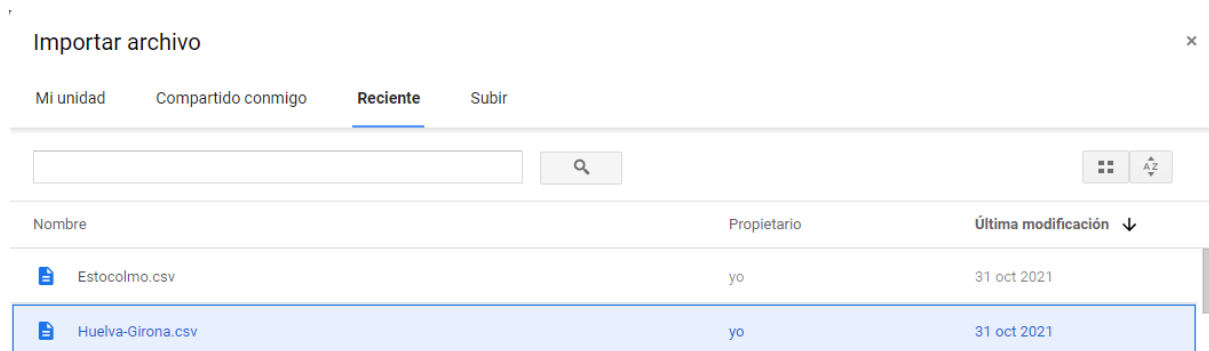 Importar archivo
Mi unidad Compartido conmigo Reciente Subir
AZ
Nombre Propietario Última modificación
Estocolmo.csv yo 31 oct 2021
Huelva-Girona.csv yo 31 oct 2021